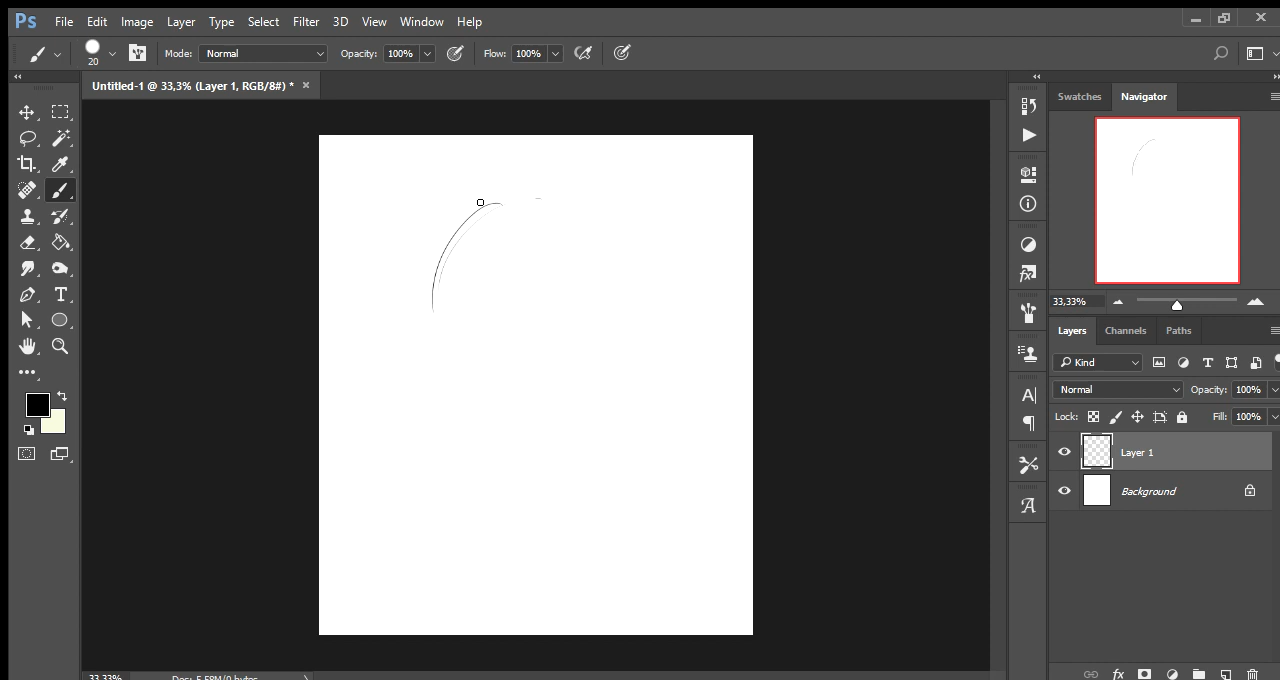 Ps File Edit Image Layer Type Select Filter 3D View Window Help
20 Mode: Normal Opacity: 100% Flow: 100%
Untitled-1 @ 33,3% (Layer 1, RGB/8#) * ×
Swatches Navigator
33,33%
Layers Channels Paths
Kind
Normal Opacity: 100%
Lock: Fill: 100%
Layer 1
Background
33,33% Doc: 5,58M/0 bytes